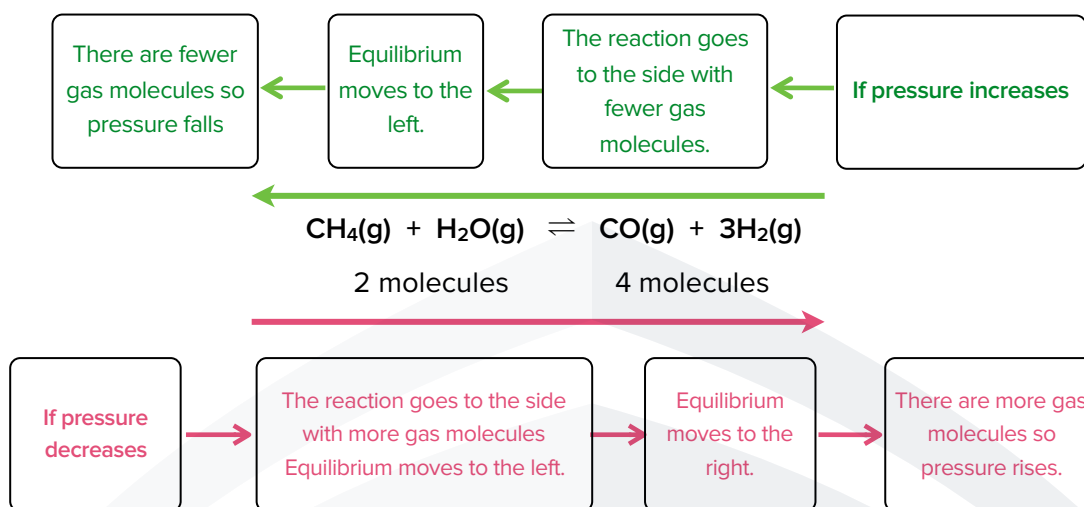 There are fewer
gas molecules so
pressure falls
Equilibrium
moves to the
left.
The reaction goes
to the side with
fewer gas
molecules.
If pressure increases
CH₄(g) + H₂O(g) ⇌ CO(g) + 3H₂(g)
2 molecules 4 molecules
If pressure
decreases
The reaction goes to the side
with more gas molecules
Equilibrium moves to the left.
Equilibrium
moves to the
right.
There are more gas
molecules so
pressure rises.